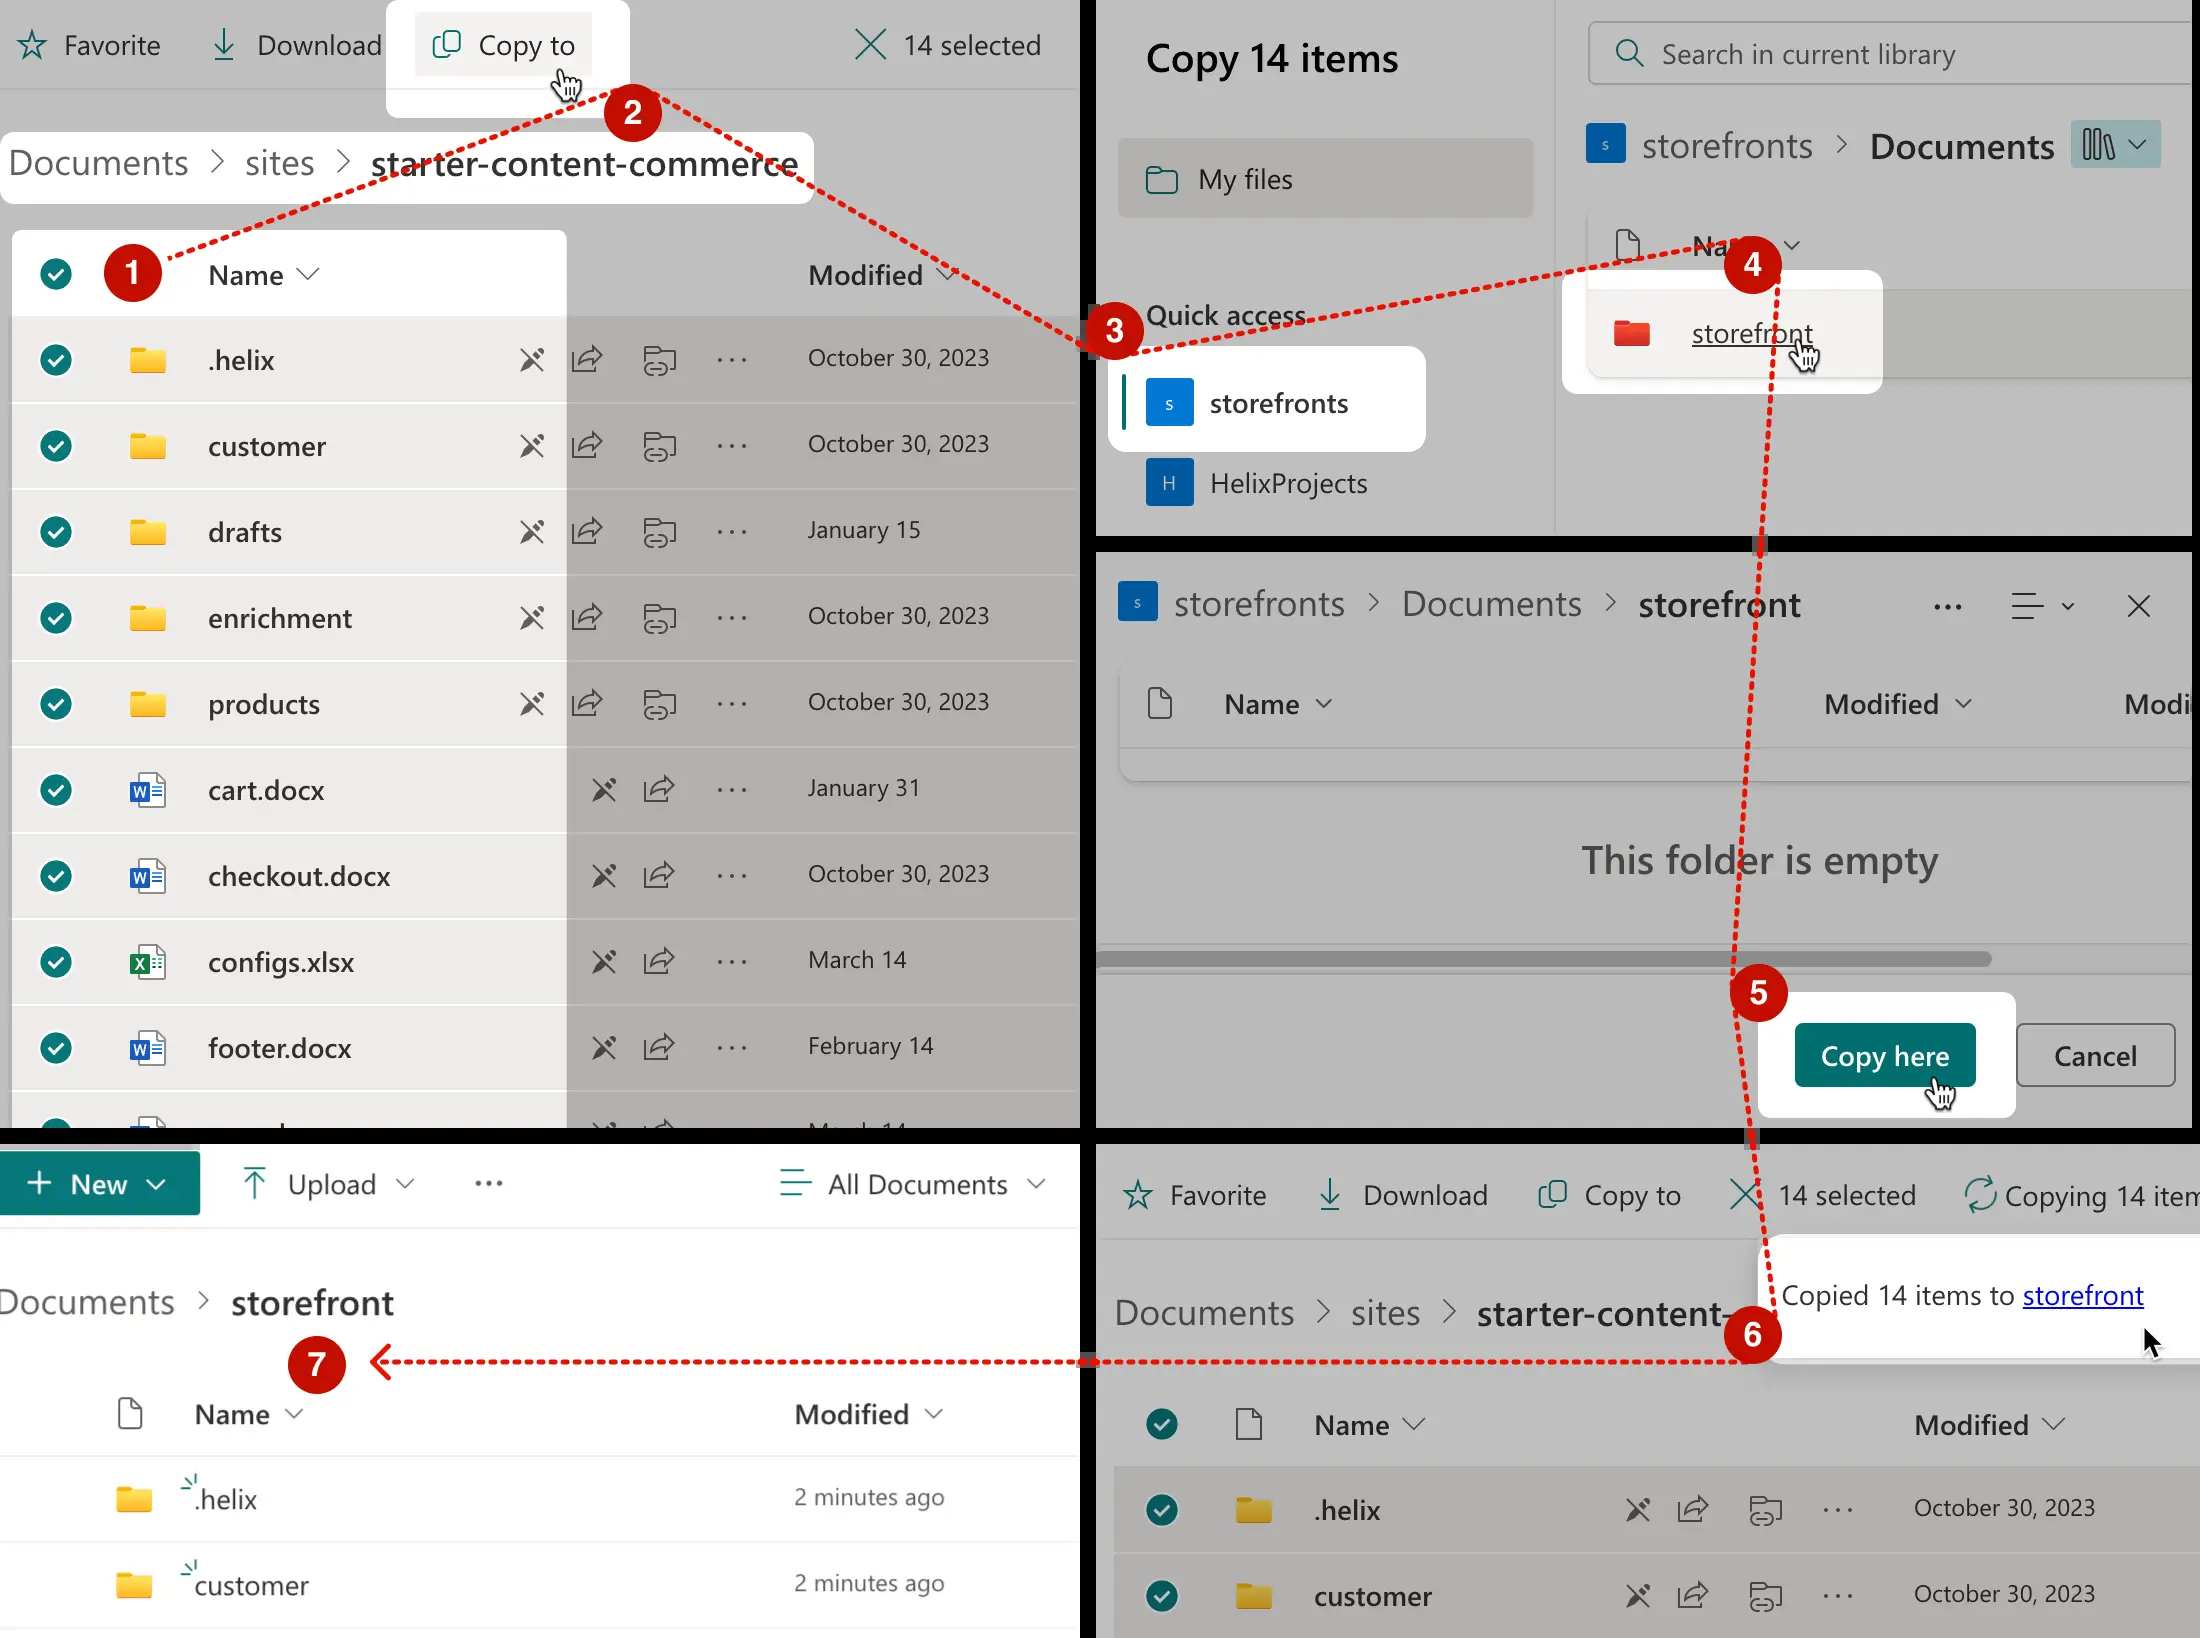 Favorite Download Copy to 14 selected
2
Documents > sites > starter-content-commerce
1 Name Modified
.helix October 30, 2023
customer October 30, 2023
drafts January 15
enrichment October 30, 2023
products October 30, 2023
cart.docx January 31
checkout.docx October 30, 2023
configs.xlsx March 14
footer.docx February 14
Copy 14 items
My files
3 Quick access
s storefronts
H HelixProjects
Search in current library
s storefronts > Documents
Name
4
storefront
s storefronts > Documents > storefront
Name Modified Modi
This folder is empty
5
Copy here Cancel
Favorite Download Copy to 14 selected Copying 14 item
Copied 14 items to storefront
Documents > sites > starter-content-
6
Name Modified
.helix October 30, 2023
customer October 30, 2023
+ New Upload All Documents
Documents > storefront
7
Name Modified
.helix 2 minutes ago
customer 2 minutes ago